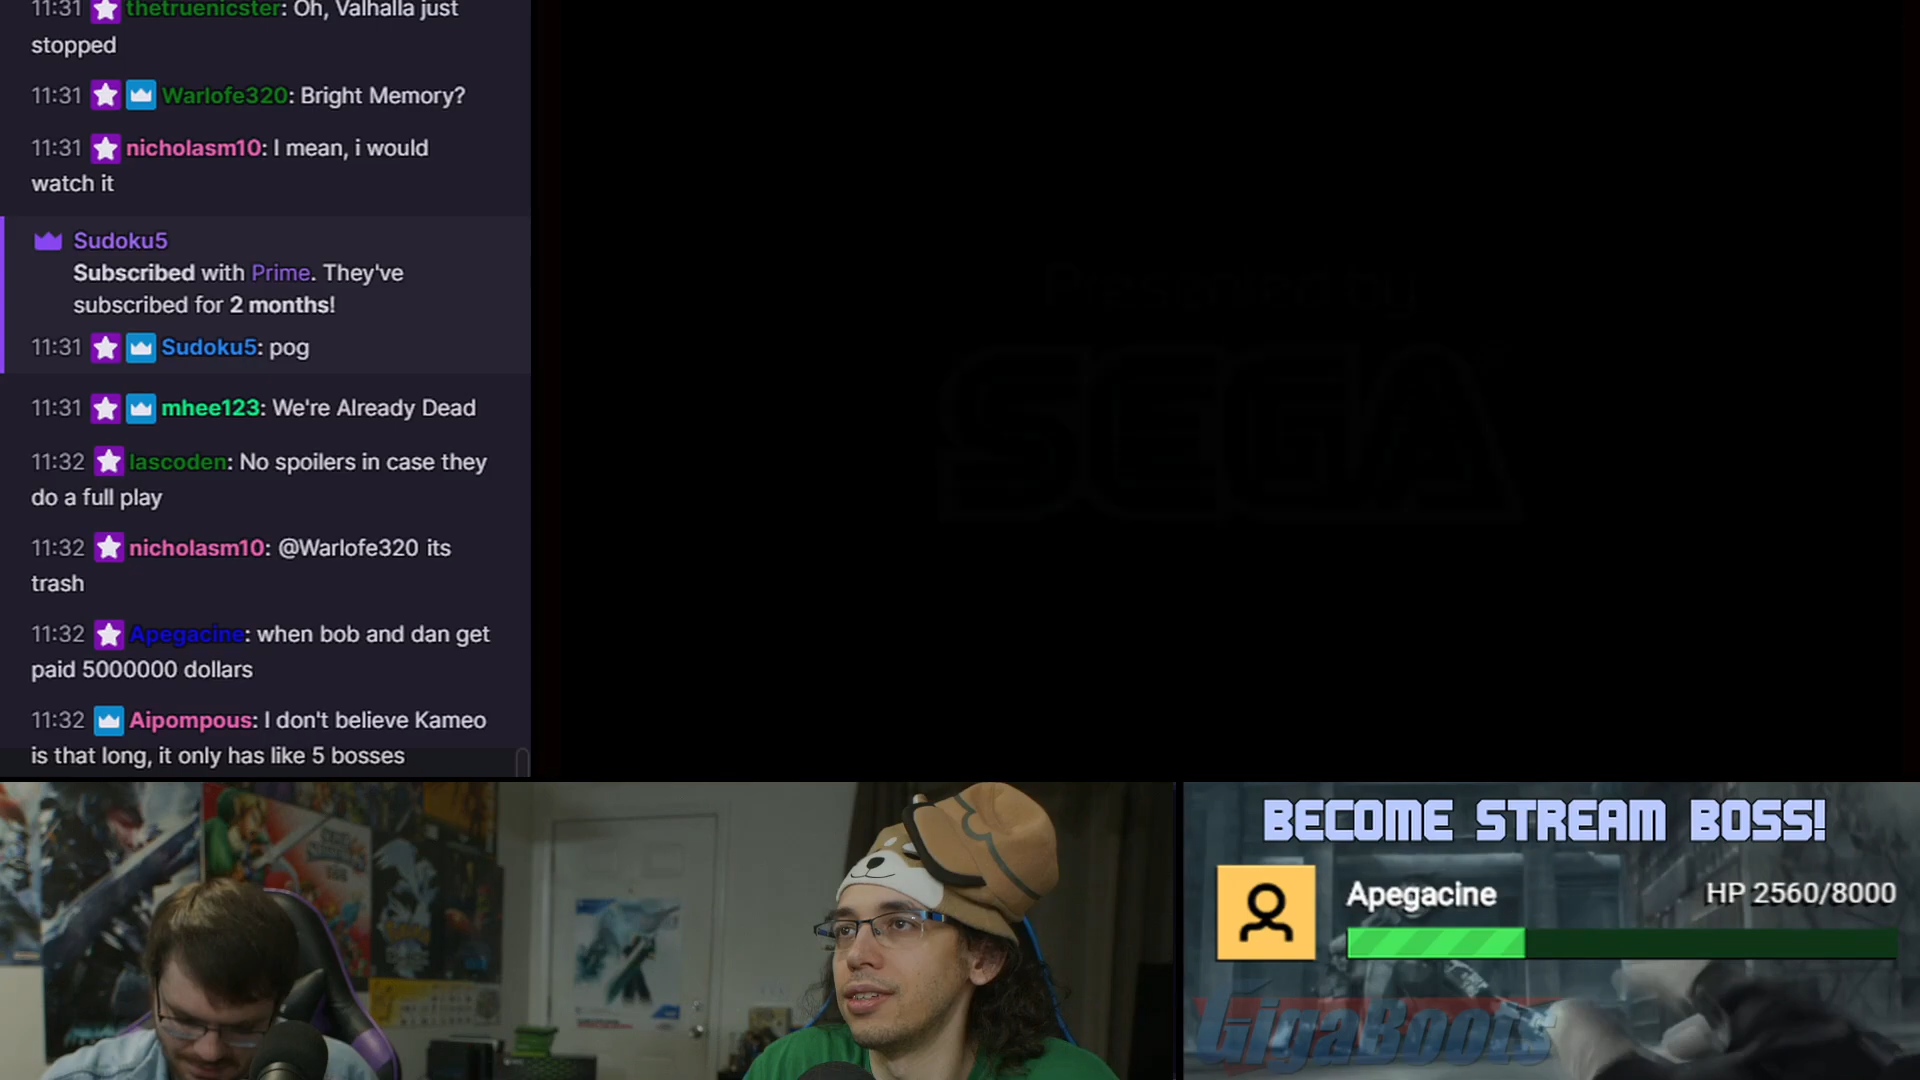 11:31 thetruenicster: Oh, Valhalla just
stopped
11:31 Warlofe320: Bright Memory?
11:31 nicholasm10: I mean, i would
watch it
Sudoku5
Subscribed with Prime. They've
subscribed for 2 months!
11:31 Sudoku5: pog
11:31 mhee123: We're Already Dead
11:32 lascoden: No spoilers in case they
do a full play
11:32 nicholasm10: @Warlofe320 its
trash
11:32 Apegacine: when bob and dan get
paid 5000000 dollars
11:32 Aipompous: I don't believe Kameo
is that long, it only has like 5 bosses
Presented by
SEGA
BECOME STREAM BOSS!
Apegacine HP 2560/8000
GigaBoots